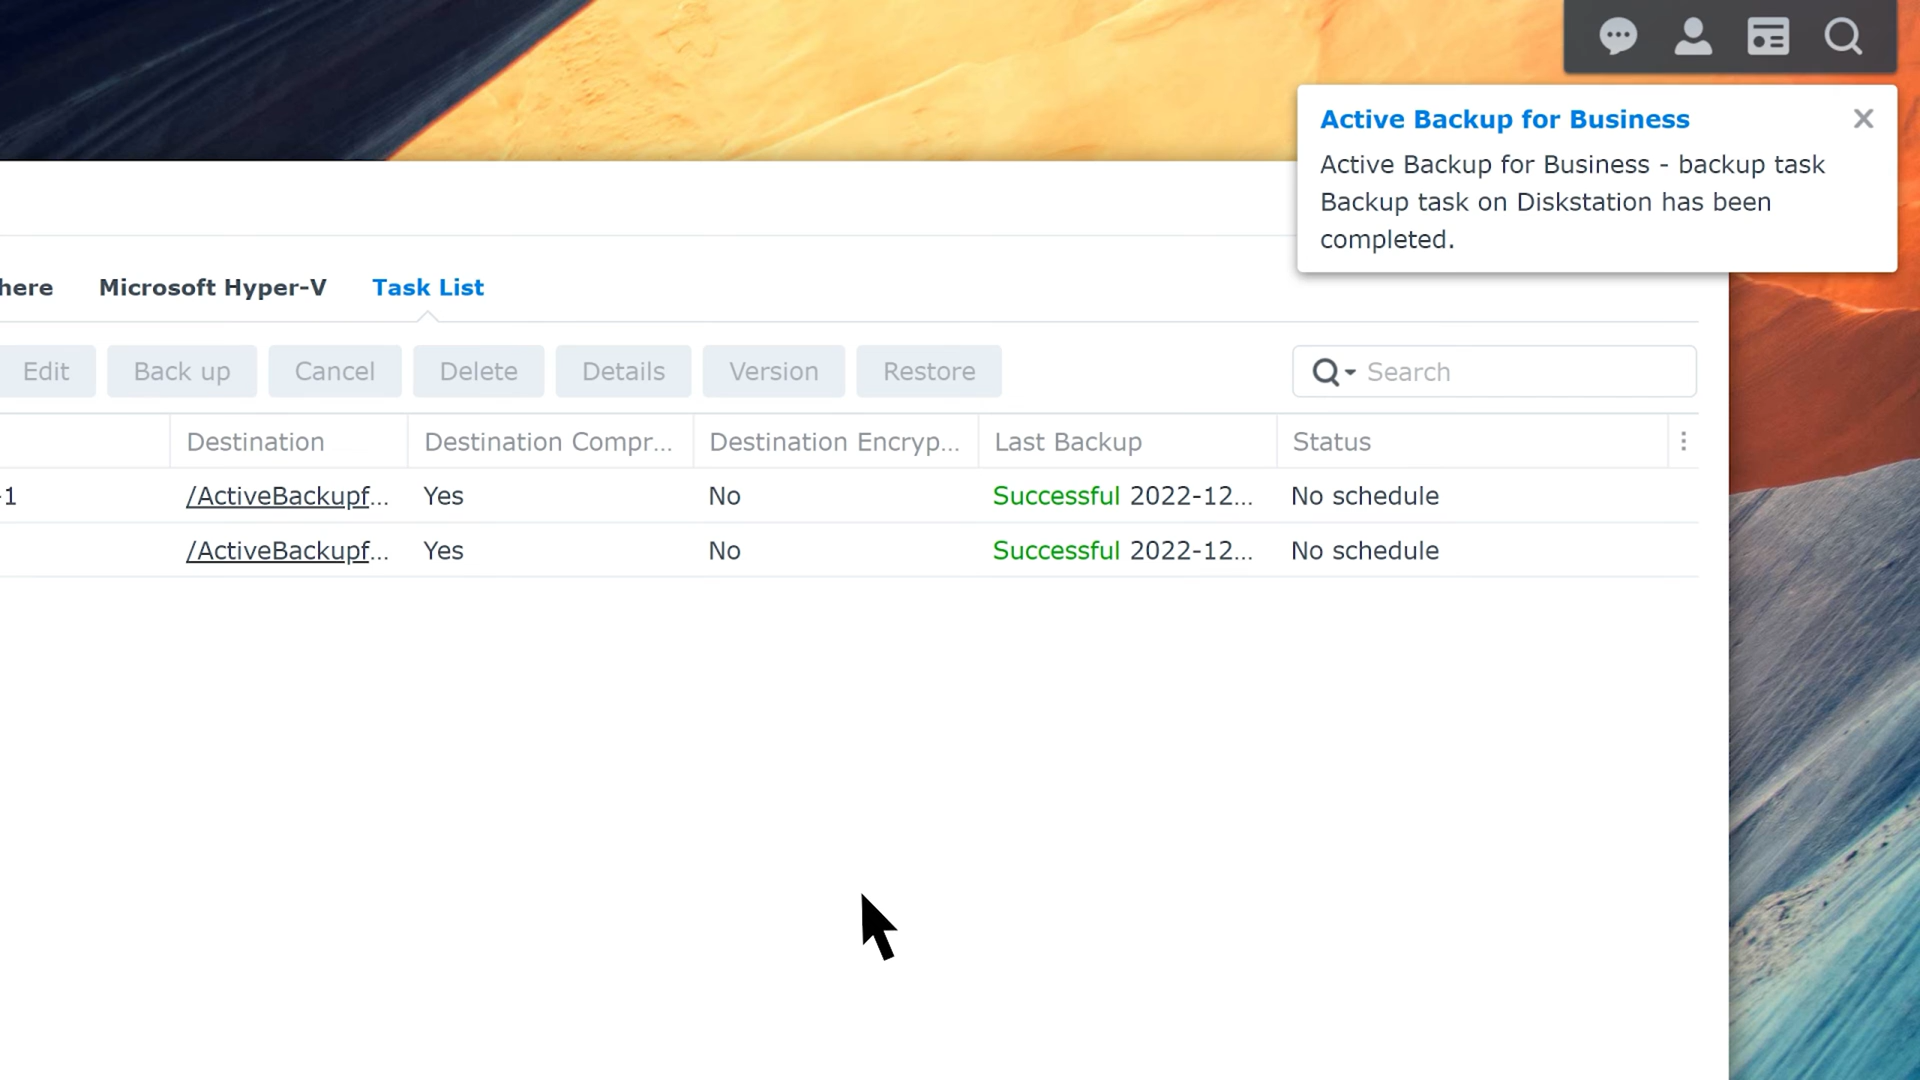 Active Backup for Business
Active Backup for Business - backup task
Backup task on Diskstation has been
completed.
here Microsoft Hyper-V Task List
Edit Back up Cancel Delete Details Version Restore Search
Destination Destination Compr... Destination Encryp... Last Backup Status
-1 /ActiveBackupf... Yes No Successful 2022-12... No schedule
/ActiveBackupf... Yes No Successful 2022-12... No schedule